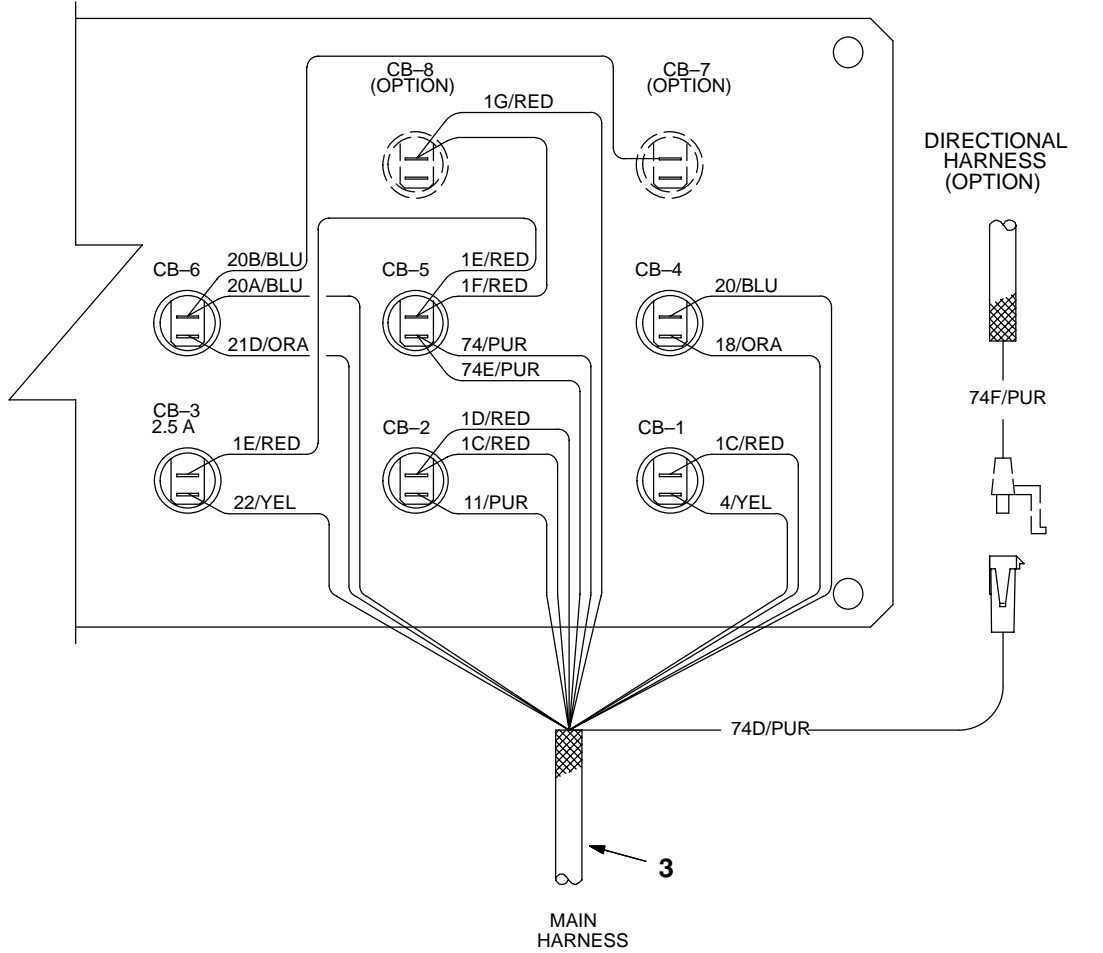 CB–8
(OPTION)
CB–7
(OPTION)
1G/RED
DIRECTIONAL
HARNESS
(OPTION)
CB–6
20B/BLU
20A/BLU
21D/ORA
CB–5
1E/RED
1F/RED
74/PUR
74E/PUR
CB–4
20/BLU
18/ORA
74F/PUR
CB–3
2.5 A
1E/RED
22/YEL
CB–2
1D/RED
1C/RED
11/PUR
CB–1
1C/RED
4/YEL
74D/PUR
3
MAIN
HARNESS